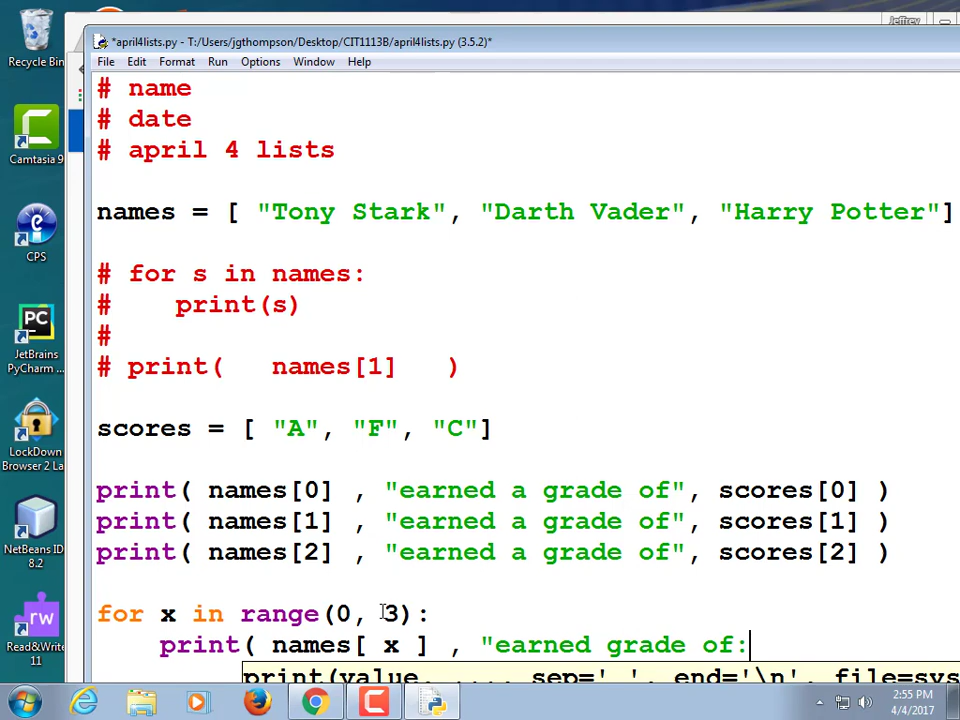 Recycle Bin
Camtasia 9
CPS
JetBrains
PyCharm ...
LockDown
Browser 2 La
NetBeans ID
8.2
Read&Write
11
Jeffrey
*april4lists.py - T:/Users/jgthompson/Desktop/CIT1113B/april4lists.py (3.5.2)*
File Edit Format Run Options Window Help
# name
# date
# april 4 lists
names = [ "Tony Stark", "Darth Vader", "Harry Potter"]
# for s in names:
#    print(s)
#
# print(   names[1]   )
scores = [ "A", "F", "C"]
print( names[0] , "earned a grade of", scores[0] )
print( names[1] , "earned a grade of", scores[1] )
print( names[2] , "earned a grade of", scores[2] )
for x in range(0, 3):
    print( names[ x ] , "earned grade of:
print(value, ..., sep=' ', end='\n', file=sys
2:55 PM
4/4/2017